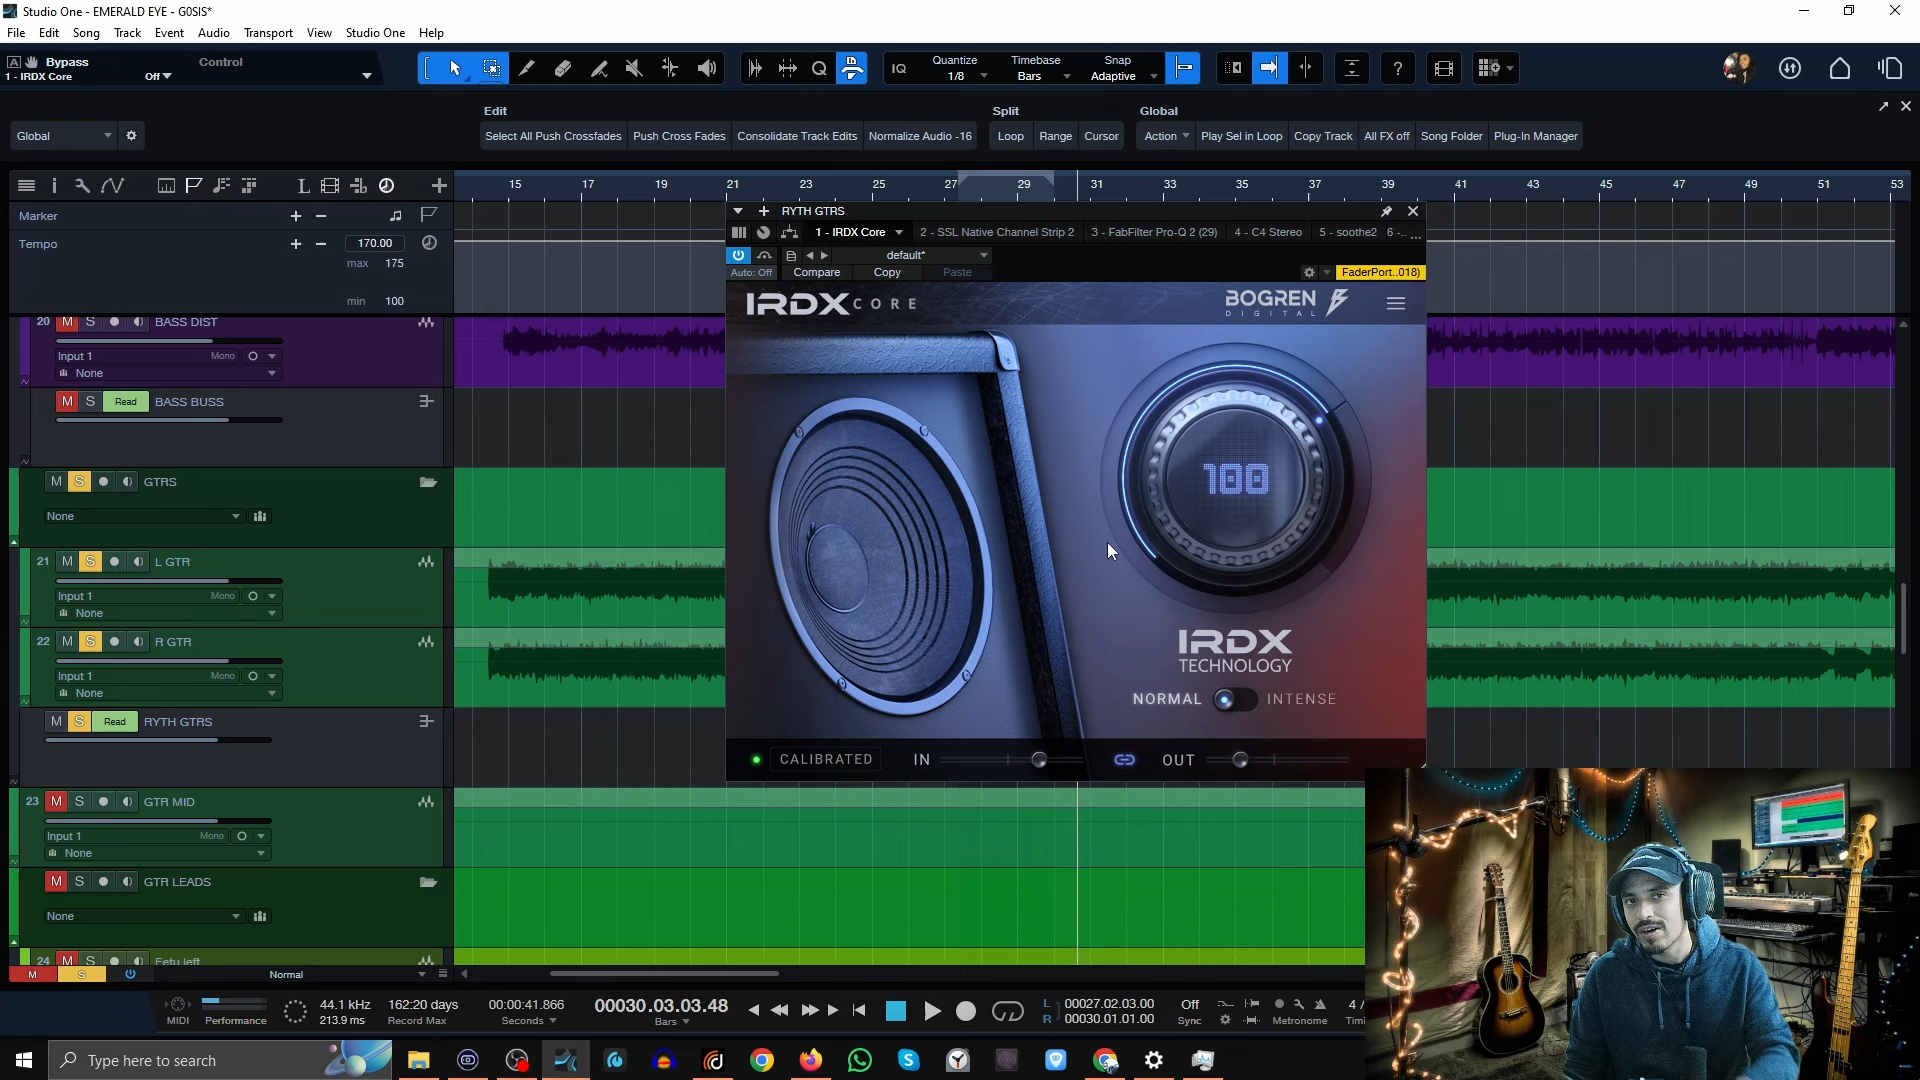 Studio One - EMERALD EYE - G0SIS*
File Edit Song Track Event Audio Transport View Studio One Help
A Bypass Control
1 - IRDX Core Off
IQ Quantize Timebase Snap
1/8 Bars Adaptive
Edit Split Global
Global Select All Push Crossfades Push Cross Fades Consolidate Track Edits Normalize Audio -16 Loop Range Cursor Action Play Sel in Loop Copy Track All FX off Song Folder Plug-In Manager
15 17 19 21 23 25 27 29 31 33 35 37 39 41 43 45 47 49 51 53
Marker
Tempo 170.00
max 175
min 100
RYTH GTRS
1 - IRDX Core 2 - SSL Native Channel Strip 2 3 - FabFilter Pro-Q 2 (29) 4 - C4 Stereo 5 - soothe2 6 -.. ...
default*
Auto: Off Compare Copy Paste FaderPort..018)
IRDX CORE
BOGREN
DIGITAL
100
IRDX
TECHNOLOGY
NORMAL INTENSE
CALIBRATED IN OUT
20 M S BASS DIST
Input 1 Mono
None
M S Read BASS BUSS
M S GTRS
None
21 M S L GTR
Input 1 Mono
None
22 M S R GTR
Input 1 Mono
None
M S Read RYTH GTRS
23 M S GTR MID
Input 1 Mono
None
M S GTR LEADS
None
24 M S
M S Normal
MIDI Performance
44.1 kHz
213.9 ms
162:20 days
Record Max
00:00:41.866
Seconds
00030.03.03.48
Bars
L 00027.02.03.00
R 00030.01.01.00
Off
Sync
Metronome
4 /
Timi
Type here to search